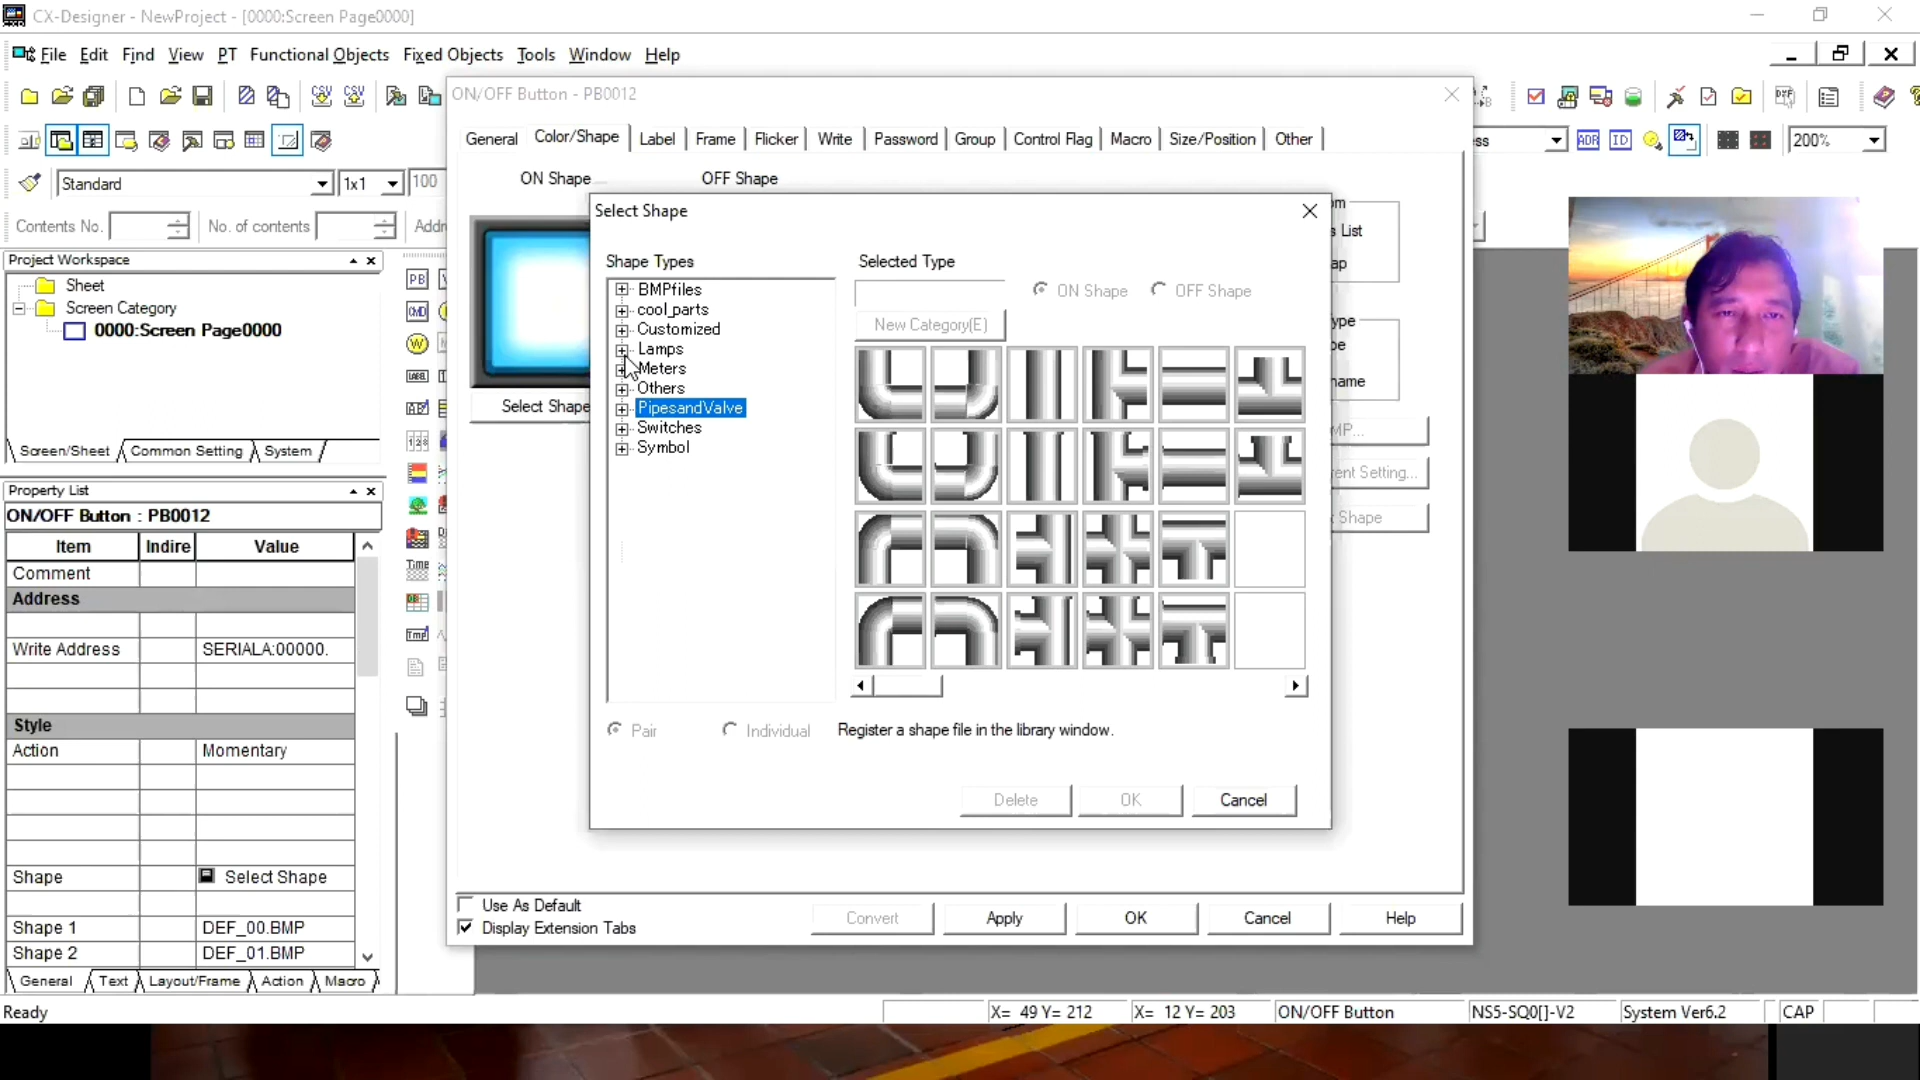 CX-Designer - NewProject - [0000:Screen Page0000]
File Edit Find View PT Functional Objects Fixed Objects Tools Window Help
ON/OFF Button - PB0012
200%
Standard 1x1 100
Contents No. No. of contents Addr
General Color/Shape Label Frame Flicker Write Password Group Control Flag Macro Size/Position Other
ON Shape OFF Shape
Select Shape
Project Workspace
Sheet
Screen Category
0000:Screen Page0000
Screen/Sheet Common Setting System
Select Shape
Shape Types
BMPfiles
cool_parts
Customized
Lamps
Meters
Others
PipesandValve
Switches
Symbol
Selected Type
ON Shape OFF Shape
New Category(E)
Pair Individual Register a shape file in the library window.
Delete OK Cancel
Property List
ON/OFF Button : PB0012
Item Indire Value
Comment
Address
Write Address SERIALA:00000.
Style
Action Momentary
Shape Select Shape
Shape 1 DEF_00.BMP
Shape 2 DEF_01.BMP
General Text Layout/Frame Action Macro
Use As Default
Display Extension Tabs
Convert Apply OK Cancel Help
Ready X= 49 Y= 212 X= 12 Y= 203 ON/OFF Button NS5-SQ0[]-V2 System Ver6.2 CAP